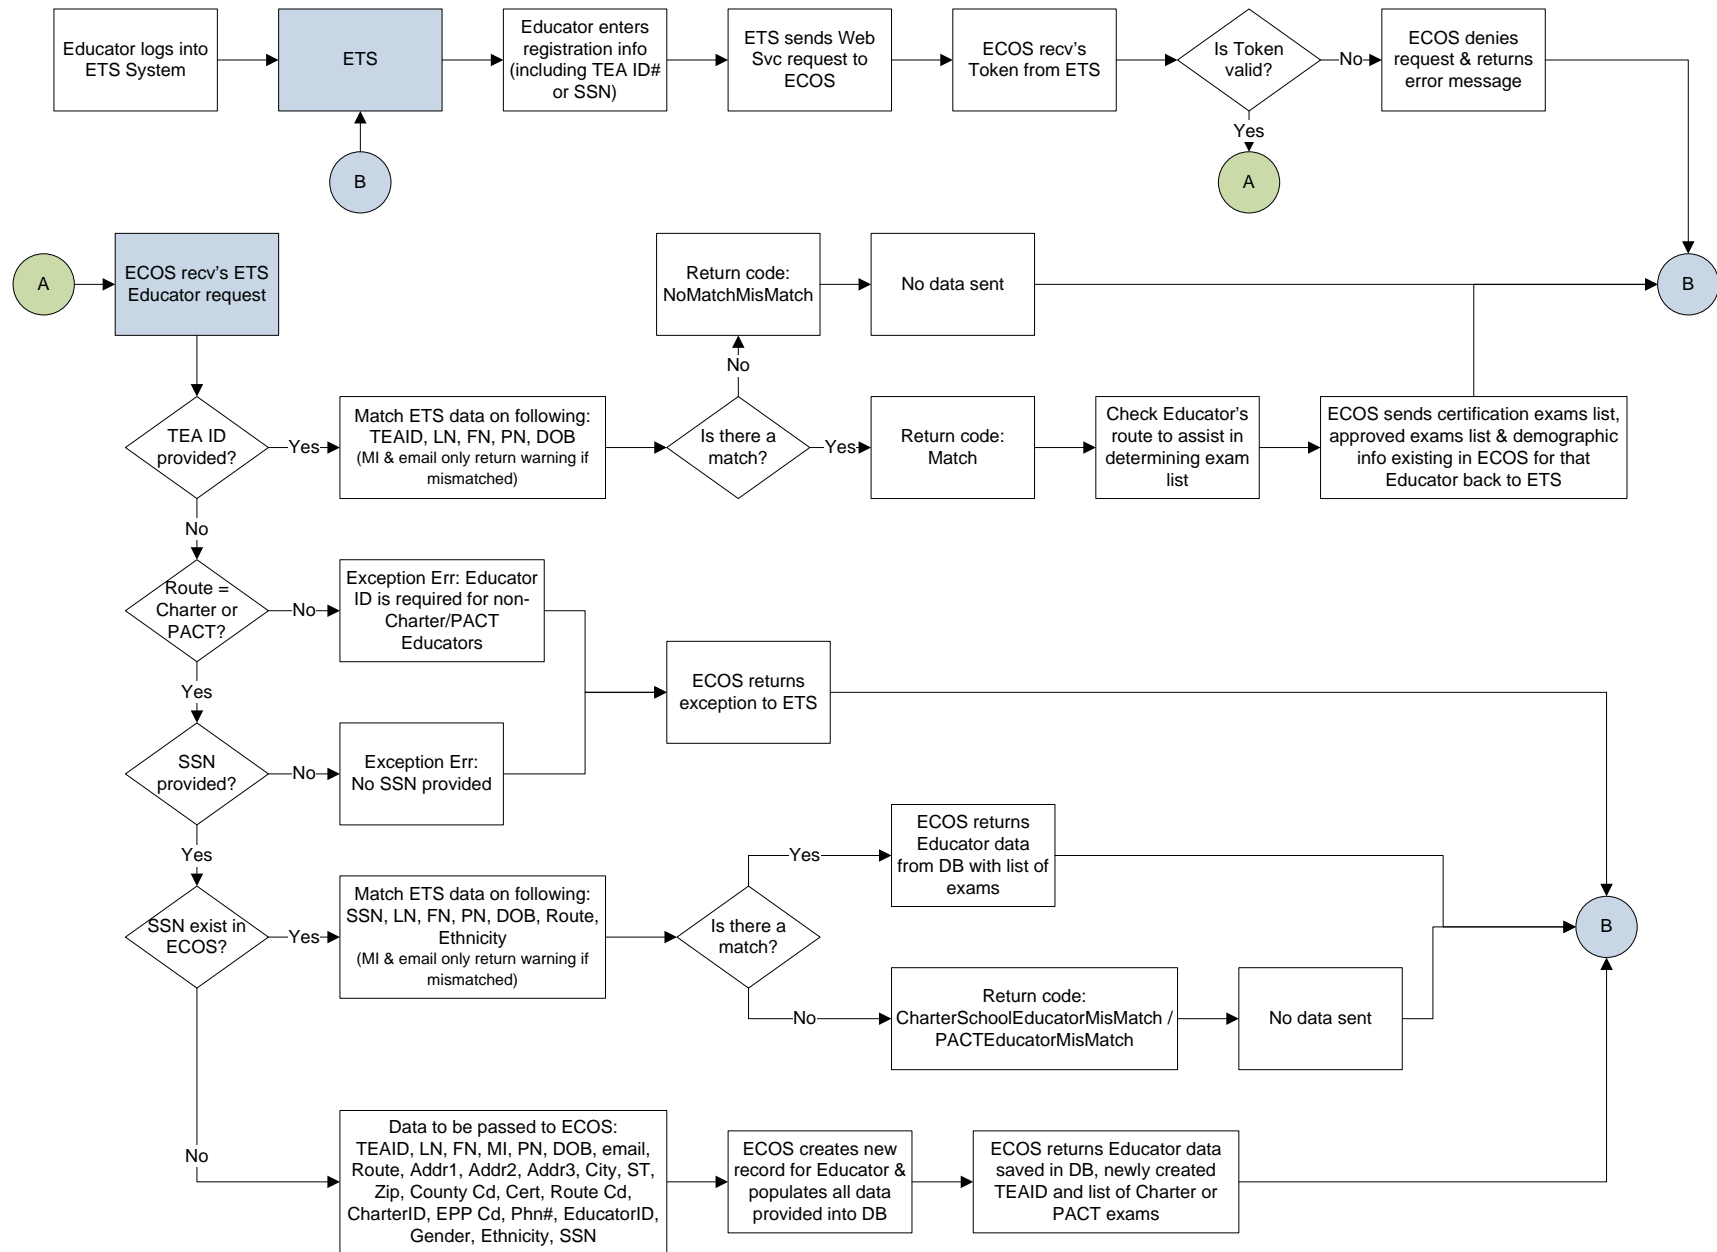 Educator logs into
ETS System
ETS
Educator enters
registration info
(including TEA ID#
or SSN)
ETS sends Web
Svc request to
ECOS
ECOS recv's
Token from ETS
Is Token
valid?
No
ECOS denies
request & returns
error message
Yes
B
A
A
ECOS recv's ETS
Educator request
Return code:
NoMatchMisMatch
No data sent
B
No
TEA ID
provided?
Yes
Match ETS data on following:
TEAID, LN, FN, PN, DOB
(MI & email only return warning if
mismatched)
Is there a
match?
Yes
Return code:
Match
Check Educator's
route to assist in
determining exam
list
ECOS sends certification exams list,
approved exams list & demographic
info existing in ECOS for that
Educator back to ETS
No
Route =
Charter or
PACT?
No
Exception Err: Educator
ID is required for non-
Charter/PACT
Educators
ECOS returns
exception to ETS
Yes
SSN
provided?
No
Exception Err:
No SSN provided
Yes
SSN exist in
ECOS?
Yes
Match ETS data on following:
SSN, LN, FN, PN, DOB, Route,
Ethnicity
(MI & email only return warning if
mismatched)
Is there a
match?
Yes
ECOS returns
Educator data
from DB with list of
exams
B
No
Return code:
CharterSchoolEducatorMisMatch /
PACTEducatorMisMatch
No data sent
No
Data to be passed to ECOS:
TEAID, LN, FN, MI, PN, DOB, email,
Route, Addr1, Addr2, Addr3, City, ST,
Zip, County Cd, Cert, Route Cd,
CharterID, EPP Cd, Phn#, EducatorID,
Gender, Ethnicity, SSN
ECOS creates new
record for Educator &
populates all data
provided into DB
ECOS returns Educator data
saved in DB, newly created
TEAID and list of Charter or
PACT exams